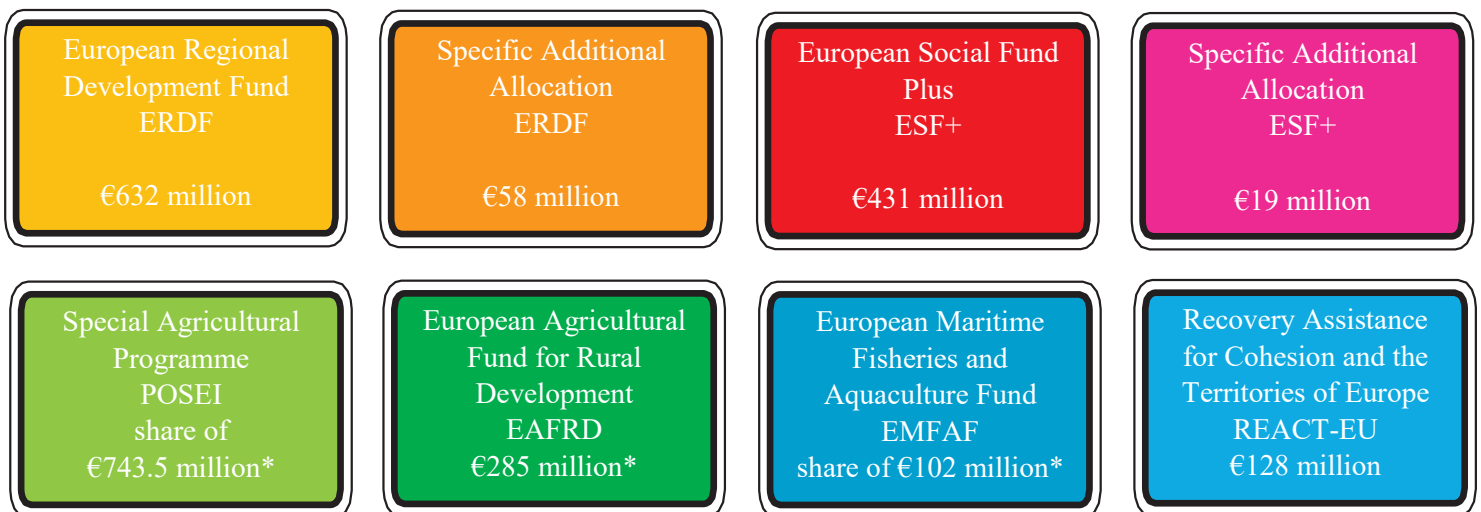 European Regional
Development Fund
ERDF
€632 million
Specific Additional
Allocation
ERDF
€58 million
European Social Fund
Plus
ESF+
€431 million
Specific Additional
Allocation
ESF+
€19 million
Special Agricultural
Programme
POSEI
share of
€743.5 million*
European Agricultural
Fund for Rural
Development
EAFRD
€285 million*
European Maritime
Fisheries and
Aquaculture Fund
EMFAF
share of €102 million*
Recovery Assistance
for Cohesion and the
Territories of Europe
REACT-EU
€128 million